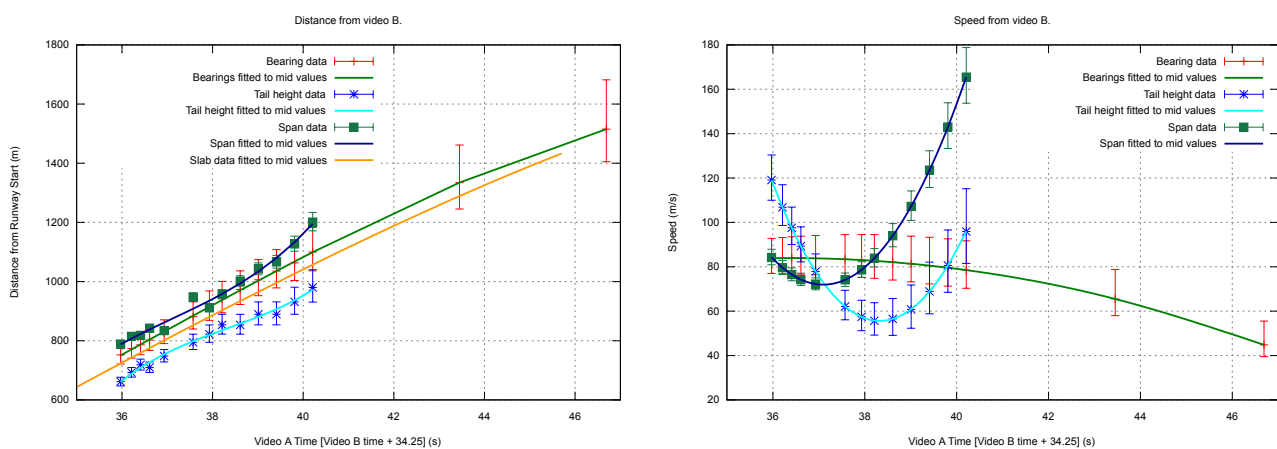 Distance from video B.
1800
1600
1400
1200
1000
800
600
36
38
40
42
44
46
Distance from Runway Start (m)
Video A Time [Video B time + 34.25] (s)
Bearing data
Bearings fitted to mid values
Tail height data
Tail height fitted to mid values
Span data
Span fitted to mid values
Slab data fitted to mid values
Speed from video B.
180
160
140
120
100
80
60
40
20
36
38
40
42
44
46
Speed (m/s)
Video A Time [Video B time + 34.25] (s)
Bearing data
Bearings fitted to mid values
Tail height data
Tail height fitted to mid values
Span data
Span fitted to mid values